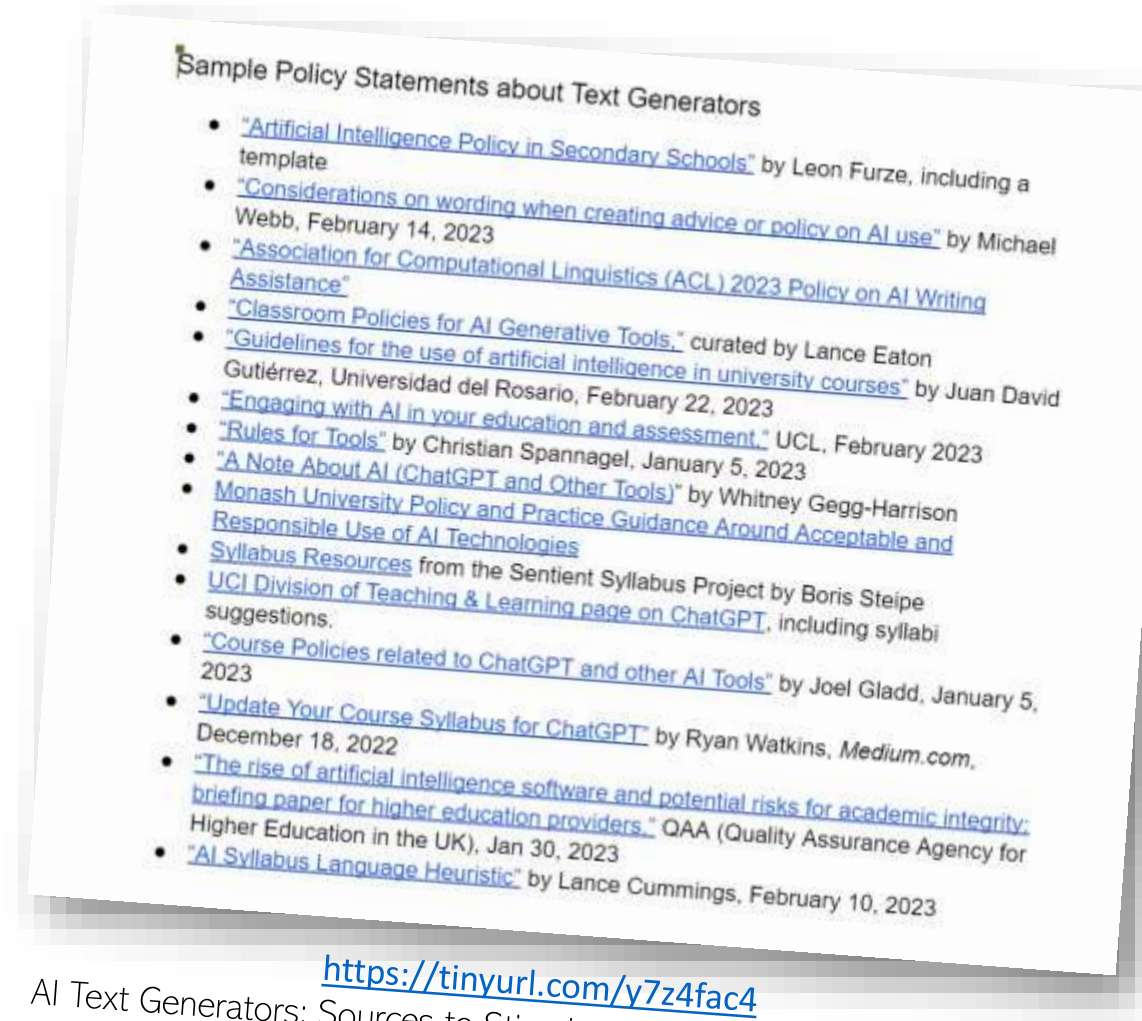 Sample Policy Statements about Text Generators
• "Artificial Intelligence Policy in Secondary Schools" by Leon Furze, including a
template
• "Considerations on wording when creating advice or policy on AI use" by Michael
Webb, February 14, 2023
• "Association for Computational Linguistics (ACL) 2023 Policy on AI Writing
Assistance"
• "Classroom Policies for AI Generative Tools," curated by Lance Eaton
• "Guidelines for the use of artificial intelligence in university courses" by Juan David
Gutiérrez, Universidad del Rosario, February 22, 2023
• "Engaging with AI in your education and assessment," UCL, February 2023
• "Rules for Tools" by Christian Spannagel, January 5, 2023
• "A Note About AI (ChatGPT and Other Tools)" by Whitney Gegg-Harrison
• Monash University Policy and Practice Guidance Around Acceptable and
Responsible Use of AI Technologies
• Syllabus Resources from the Sentient Syllabus Project by Boris Steipe
• UCI Division of Teaching & Learning page on ChatGPT, including syllabi
suggestions.
• "Course Policies related to ChatGPT and other AI Tools" by Joel Gladd, January 5,
2023
• "Update Your Course Syllabus for ChatGPT" by Ryan Watkins, Medium.com,
December 18, 2022
• "The rise of artificial intelligence software and potential risks for academic integrity:
briefing paper for higher education providers," QAA (Quality Assurance Agency for
Higher Education in the UK), Jan 30, 2023
• "AI Syllabus Language Heuristic" by Lance Cummings, February 10, 2023
https://tinyurl.com/y7z4fac4
AI Text Generators: Sources to